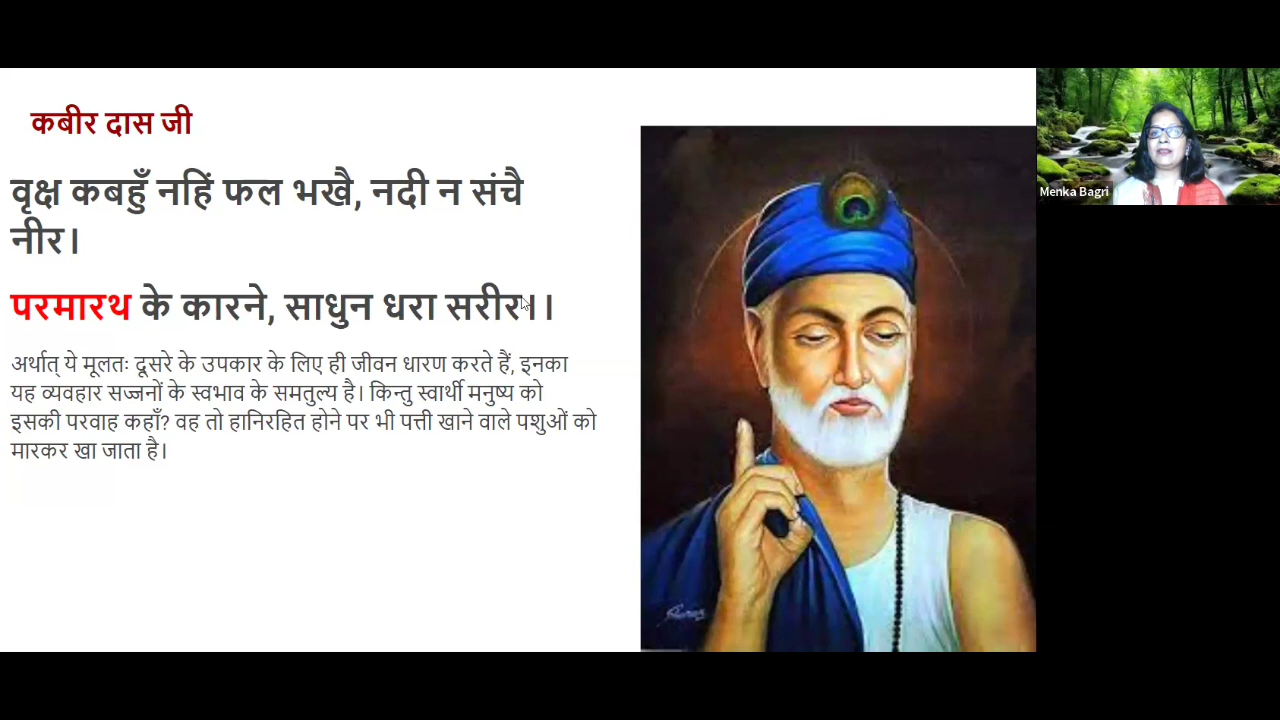 कबीर दास जी
वृक्ष कबहुँ नहिं फल भखै, नदी न संचै
नीर।
परमारथ के कारने, साधुन धरा सरीर।।
अर्थात् ये मूलतः दूसरे के उपकार के लिए ही जीवन धारण करते हैं, इनका
यह व्यवहार सज्जनों के स्वभाव के समतुल्य है। किन्तु स्वार्थी मनुष्य को
इसकी परवाह कहाँ? वह तो हानिरहित होने पर भी पत्ती खाने वाले पशुओं को
मारकर खा जाता है।
Menka Bagri